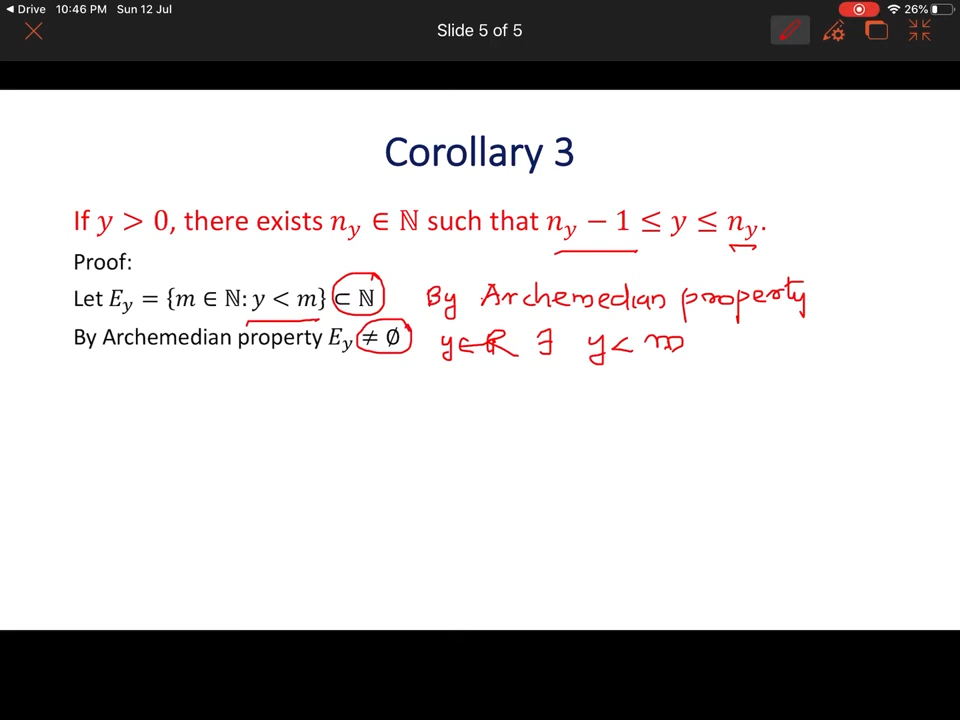 Drive 10:46 PM Sun 12 Jul 26%
Slide 5 of 5
Corollary 3
If y > 0, there exists n_y ∈ ℕ such that n_y − 1 ≤ y ≤ n_y.
Proof:
Let E_y = {m ∈ ℕ: y < m} ⊂ ℕ By Archemedian property
By Archemedian property E_y ≠ ∅ y ∈ R ∃ y < m